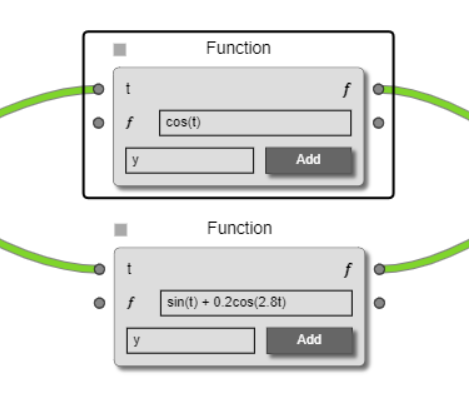 Function
t f
f cos(t)
y Add
Function
t f
f sin(t) + 0.2cos(2.8t)
y Add